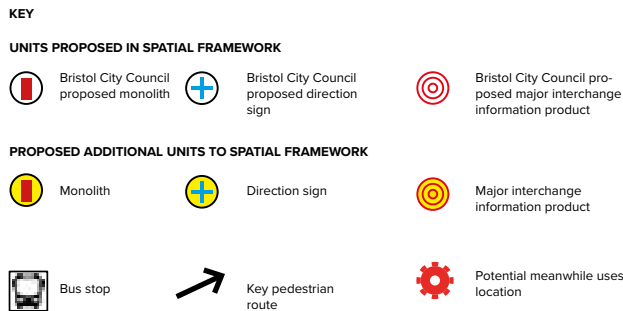 KEY
UNITS PROPOSED IN SPATIAL FRAMEWORK
Bristol City Council
proposed monolith
Bristol City Council
proposed direction
sign
Bristol City Council pro-
posed major interchange
information product
PROPOSED ADDITIONAL UNITS TO SPATIAL FRAMEWORK
Monolith
Direction sign
Major interchange
information product
Bus stop
Key pedestrian
route
Potential meanwhile uses
location